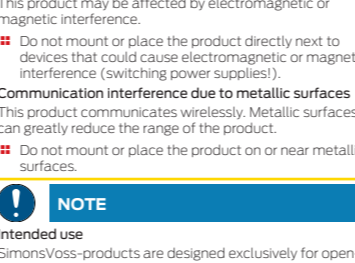 This product may be affected by electromagnetic or
magnetic interference.
Do not mount or place the product directly next to
devices that could cause electromagnetic or magnet
interference (switching power supplies!).
Communication interference due to metallic surfaces
This product communicates wirelessly. Metallic surfaces
can greatly reduce the range of the product.
Do not mount or place the product on or near metalli
surfaces.
NOTE
Intended use
SimonsVoss-products are designed exclusively for open